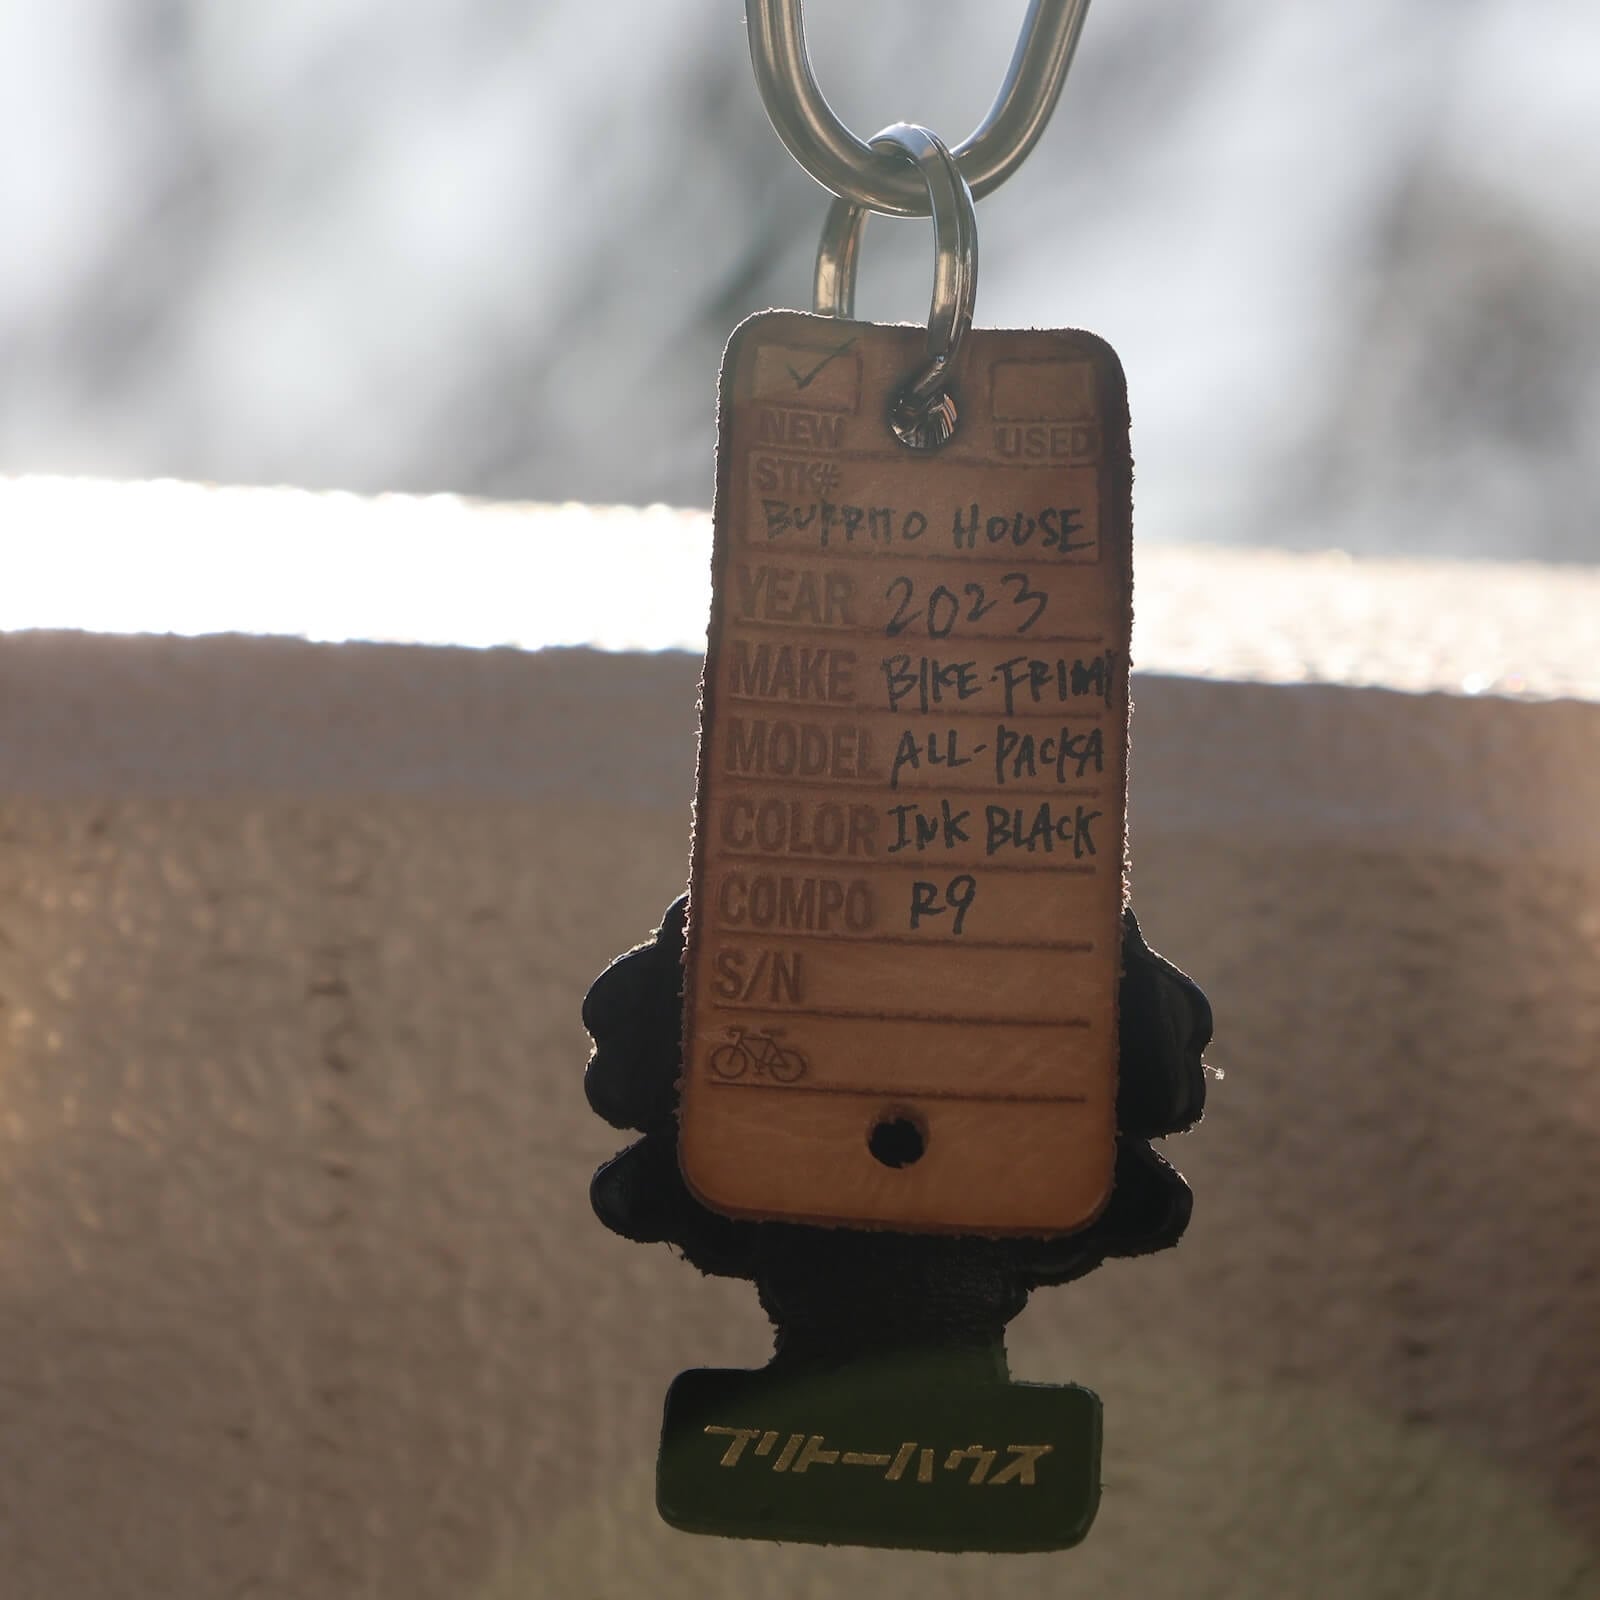 NEW USED
STK#
BURRITO HOUSE
YEAR 2023
MAKE BIKE-FRIDAY
MODEL ALL-PACKA
COLOR INK BLACK
COMPO R9
S/N
ブリトーハウス